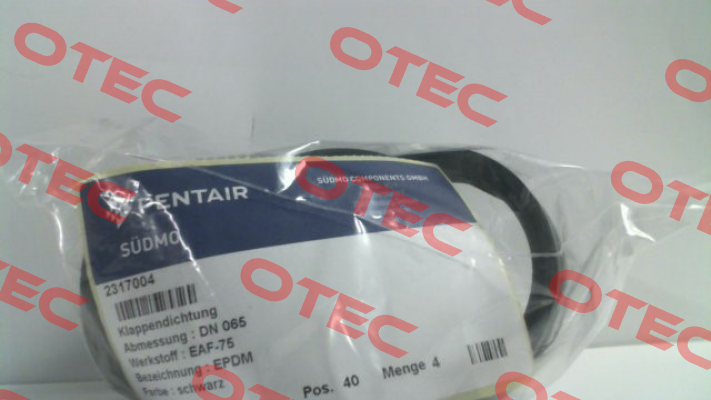 OTEC
OTEC
OTEC
OTEC
PENTAIR
SÜDMO COMPONENTS GMBH
OTEC
OTEC
SÜDMO
2317004
OTEC
OTEC
OTEC
Klappendichtung
Abmessung : DN 065
Werkstoff : EAF-75
Bezeichnung : EPDM
Farbe : schwarz
Pos. 40 Menge 4